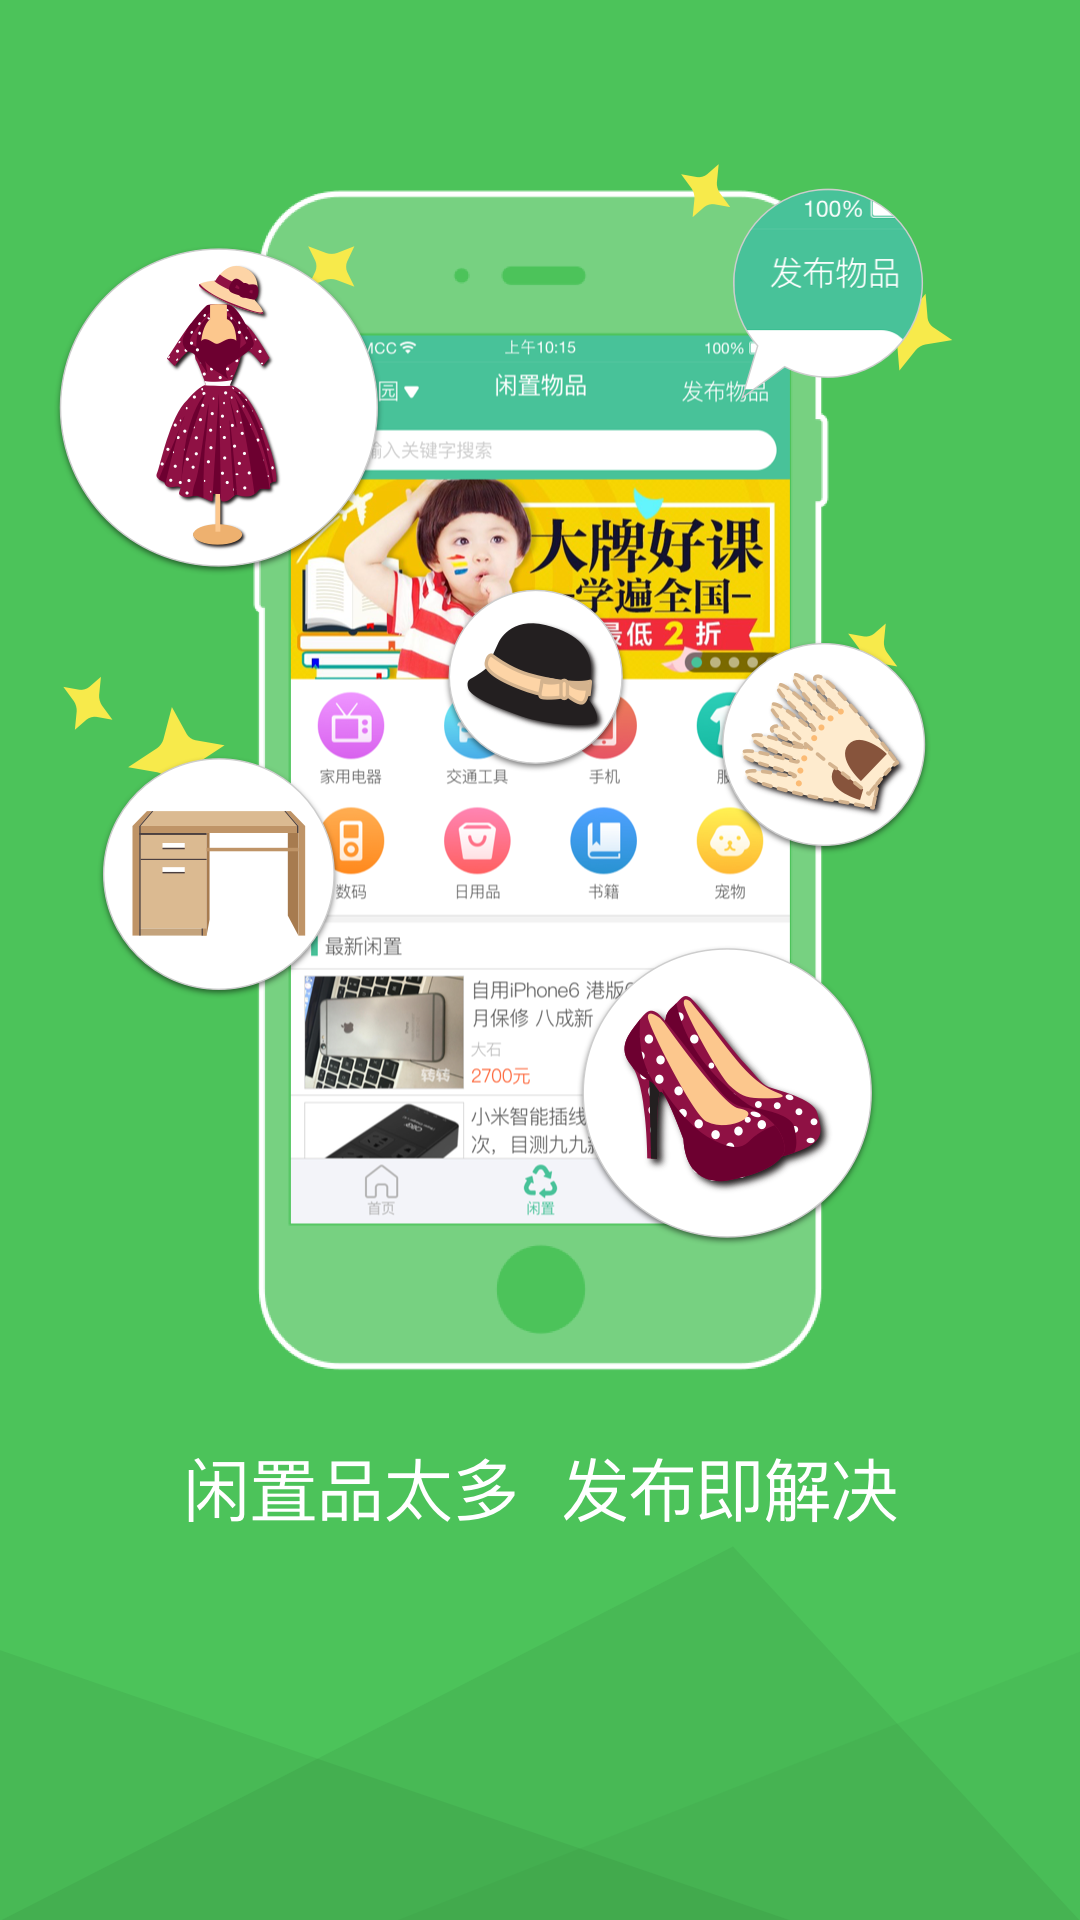 100%
发布物品
MCC 上午10:15 100%
园 闲置物品 发布物品
输入关键字搜索
大牌好课
学遍全国
最低2折
家用电器 交通工具 手机
数码 日用品 书籍 宠物
最新闲置
自用iPhone6 港版
月保修 八成新
大石
转转
2700元
小米智能插线
次，目测九九
首页 闲置
闲置品太多 发布即解决